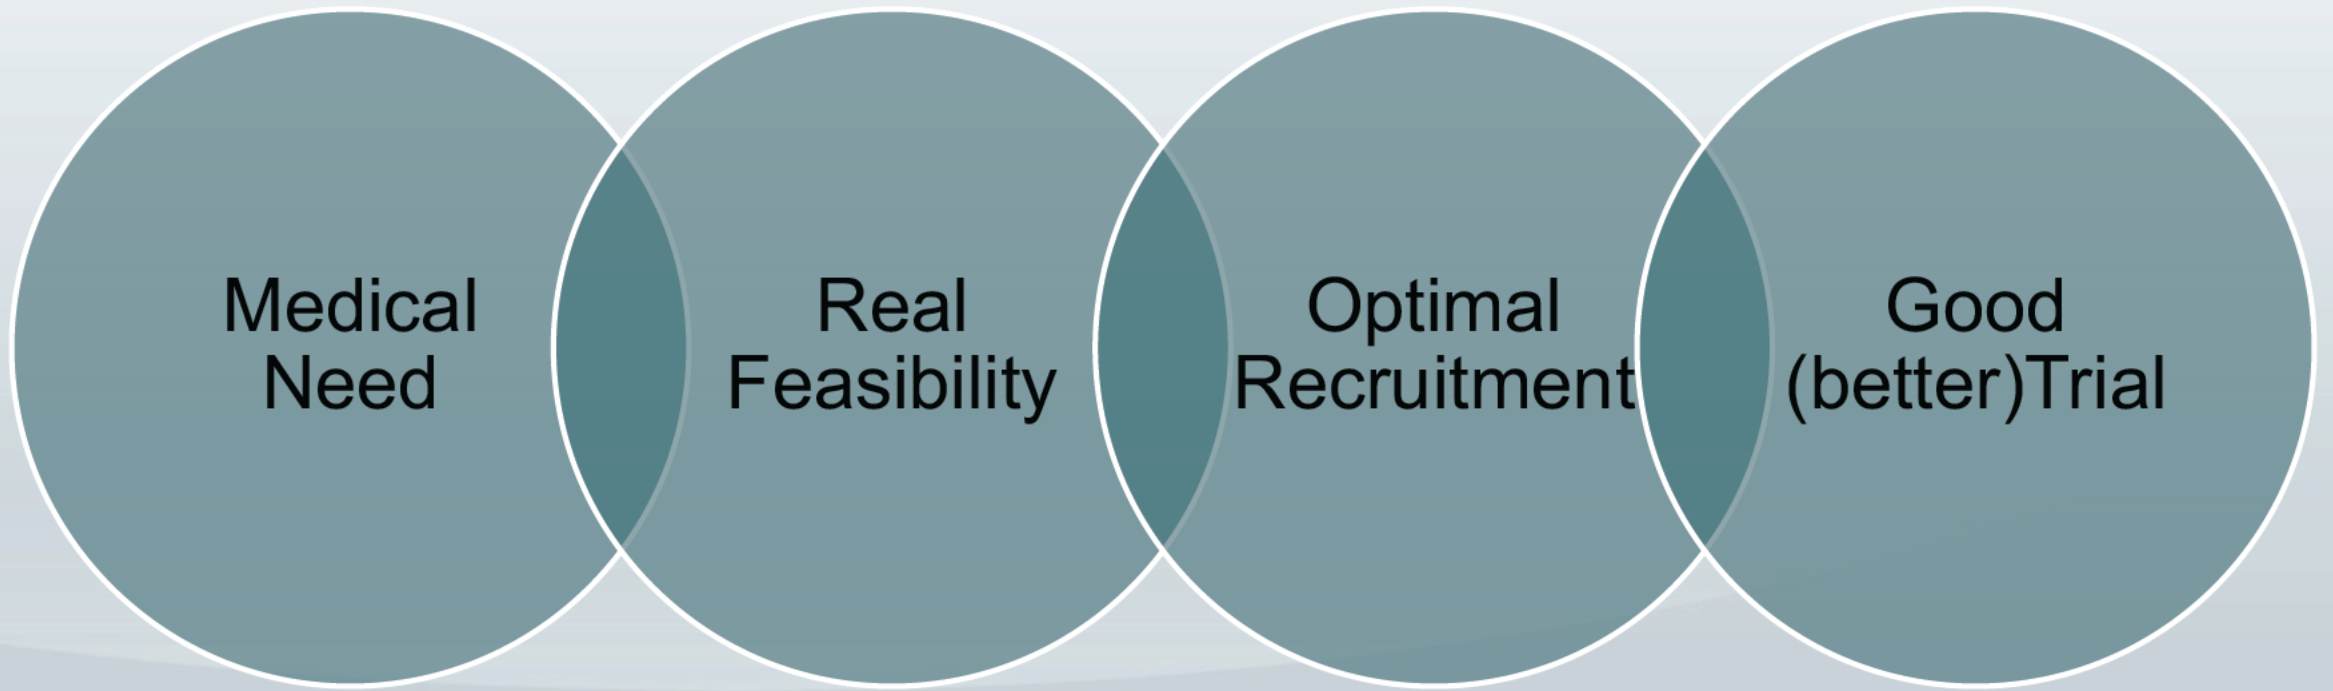 Medical
Need
Real
Feasibility
Optimal
Recruitment
Good
(better)Trial